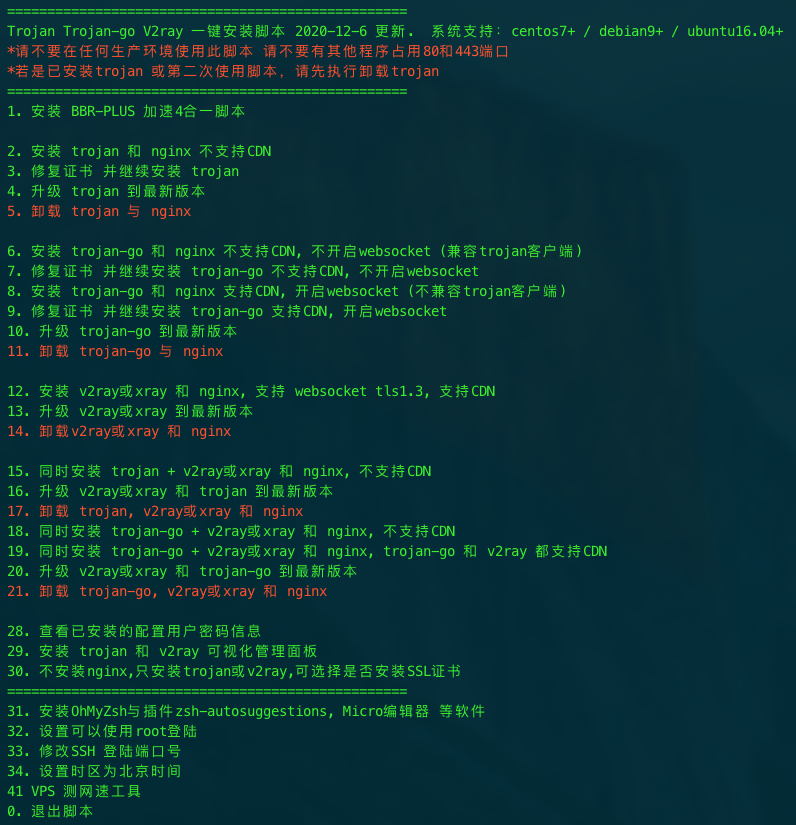 ==================================================
Trojan Trojan-go V2ray 一键安装脚本 2020-12-6 更新.  系统支持：centos7+ / debian9+ / ubuntu16.04+
*请不要在任何生产环境使用此脚本 请不要有其他程序占用80和443端口
*若是已安装trojan 或第二次使用脚本，请先执行卸载trojan
==================================================
1. 安装 BBR-PLUS 加速4合一脚本
2. 安装 trojan 和 nginx 不支持CDN
3. 修复证书 并继续安装 trojan
4. 升级 trojan 到最新版本
5. 卸载 trojan 与 nginx
6. 安装 trojan-go 和 nginx 不支持CDN, 不开启websocket (兼容trojan客户端)
7. 修复证书 并继续安装 trojan-go 不支持CDN, 不开启websocket
8. 安装 trojan-go 和 nginx 支持CDN, 开启websocket (不兼容trojan客户端)
9. 修复证书 并继续安装 trojan-go 支持CDN, 开启websocket
10. 升级 trojan-go 到最新版本
11. 卸载 trojan-go 与 nginx
12. 安装 v2ray或xray 和 nginx, 支持 websocket tls1.3, 支持CDN
13. 升级 v2ray或xray 到最新版本
14. 卸载v2ray或xray 和 nginx
15. 同时安装 trojan + v2ray或xray 和 nginx, 不支持CDN
16. 升级 v2ray或xray 和 trojan 到最新版本
17. 卸载 trojan, v2ray或xray 和 nginx
18. 同时安装 trojan-go + v2ray或xray 和 nginx, 不支持CDN
19. 同时安装 trojan-go + v2ray或xray 和 nginx, trojan-go 和 v2ray 都支持CDN
20. 升级 v2ray或xray 和 trojan-go 到最新版本
21. 卸载 trojan-go, v2ray或xray 和 nginx
28. 查看已安装的配置用户密码信息
29. 安装 trojan 和 v2ray 可视化管理面板
30. 不安装nginx,只安装trojan或v2ray,可选择是否安装SSL证书
==================================================
31. 安装OhMyZsh与插件zsh-autosuggestions, Micro编辑器 等软件
32. 设置可以使用root登陆
33. 修改SSH 登陆端口号
34. 设置时区为北京时间
41 VPS 测网速工具
0. 退出脚本